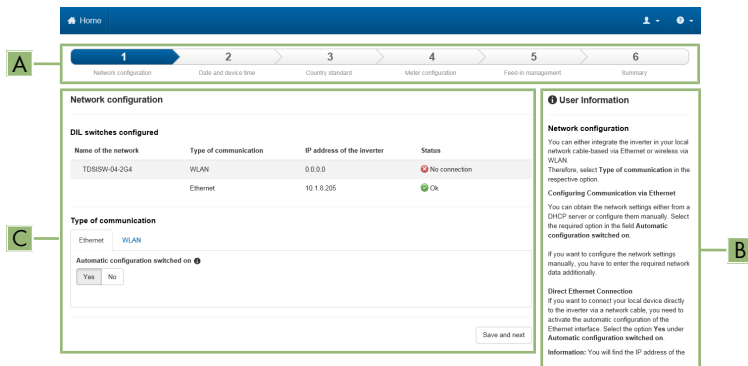 Home
A
1
2
3
4
5
6
Network configuration
Date and device time
Country standard
Meter configuration
Feed-in management
Summary
Network configuration
DIL switches configured
Name of the network
Type of communication
IP address of the inverter
Status
TDSISW-04-2G4
WLAN
0.0.0.0
No connection
Ethernet
10.1.8.205
Ok
Type of communication
C
Ethernet
WLAN
Automatic configuration switched on
Yes
No
Save and next
User Information
Network configuration
You can either integrate the inverter in your local
network cable-based via Ethernet or wireless via
WLAN.
Therefore, select Type of communication in the
respective option.
Configuring Communication via Ethernet
You can obtain the network settings either from a
DHCP server or configure them manually. Select
the required option in the field Automatic
configuration switched on.
B
If you want to configure the network settings
manually, you have to enter the required network
data additionally.
Direct Ethernet Connection
If you want to connect your local device directly
to the inverter via a network cable, you need to
activate the automatic configuration of the
Ethernet interface. Select the option Yes under
Automatic configuration switched on.
Information: You will find the IP address of the